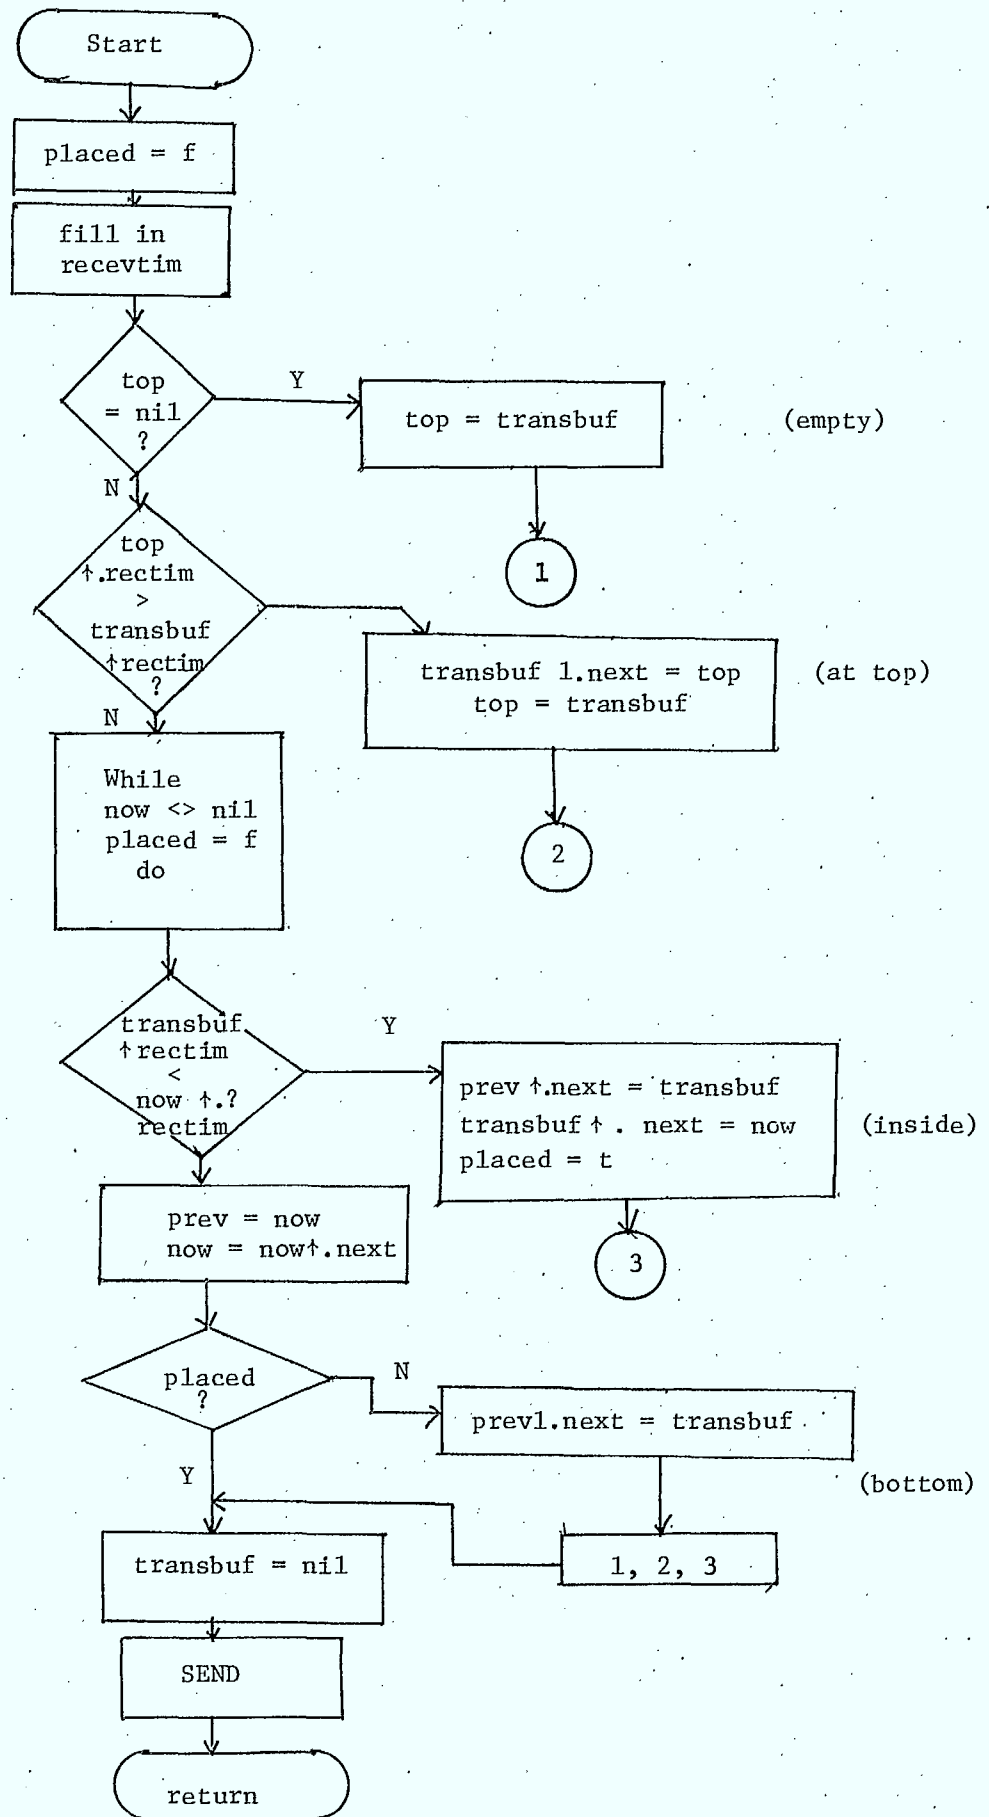 Start
placed = f
fill in
recevtim
top
= nil
?
Y
top = transbuf
(empty)
N
1
top
↑.rectim
>
transbuf
↑rectim
?
transbuf 1.next = top
top = transbuf
(at top)
N
2
While
now <> nil
placed = f
do
transbuf
↑rectim
<
now ↑.?
rectim
Y
prev ↑.next = transbuf
transbuf ↑. next = now
placed = t
(inside)
prev = now
now = now↑.next
3
placed
?
N
prev1.next = transbuf
(bottom)
Y
1, 2, 3
transbuf = nil
SEND
return